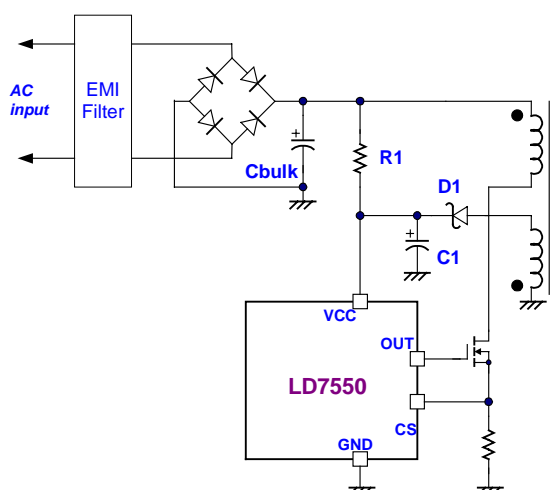 AC
input
EMI
Filter
+
Cbulk
R1
D1
+
C1
VCC
OUT
LD7550
CS
GND